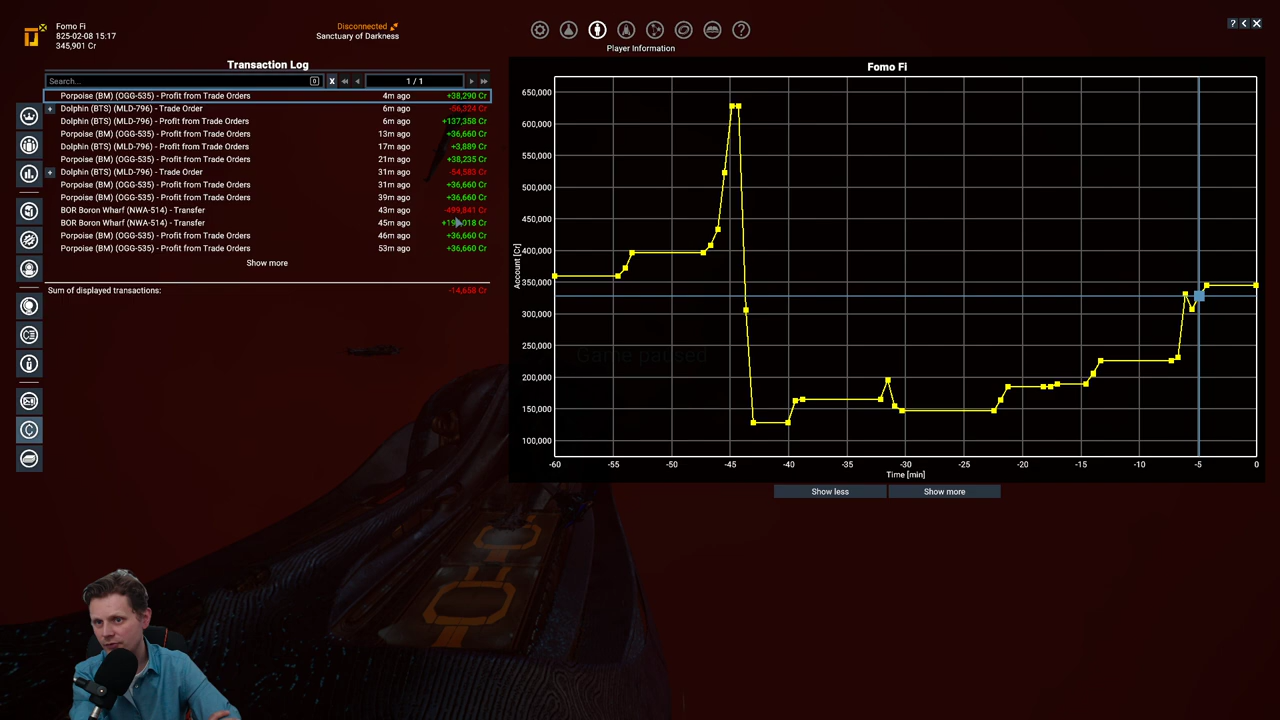 Fomo Fi
825-02-08 15:17
345,901 Cr
Disconnected
Sanctuary of Darkness
Player Information
? < X
Transaction Log
Search...
0
X
1 / 1
Porpoise (BM) (OGG-535) - Profit from Trade Orders 4m ago +38,290 Cr
+ Dolphin (BTS) (MLD-796) - Trade Order 6m ago -56,324 Cr
Dolphin (BTS) (MLD-796) - Profit from Trade Orders 6m ago +137,358 Cr
Porpoise (BM) (OGG-535) - Profit from Trade Orders 13m ago +36,660 Cr
Dolphin (BTS) (MLD-796) - Profit from Trade Orders 17m ago +3,889 Cr
Porpoise (BM) (OGG-535) - Profit from Trade Orders 21m ago +38,235 Cr
+ Dolphin (BTS) (MLD-796) - Trade Order 31m ago -54,583 Cr
Porpoise (BM) (OGG-535) - Profit from Trade Orders 31m ago +36,660 Cr
Porpoise (BM) (OGG-535) - Profit from Trade Orders 39m ago +36,660 Cr
BOR Boron Wharf (NWA-514) - Transfer 43m ago -499,841 Cr
BOR Boron Wharf (NWA-514) - Transfer 45m ago Cr
Porpoise (BM) (OGG-535) - Profit from Trade Orders 46m ago +36,660 Cr
Porpoise (BM) (OGG-535) - Profit from Trade Orders 53m ago +36,660 Cr
Show more
Sum of displayed transactions: -14,658 Cr
Fomo Fi
650,000
600,000
550,000
500,000
450,000
400,000
350,000
300,000
250,000
200,000
150,000
100,000
Account [Cr]
-60 -55 -50 -45 -40 -35 -30 -25 -20 -15 -10 -5 0
Time [min]
Game paused
Show less
Show more